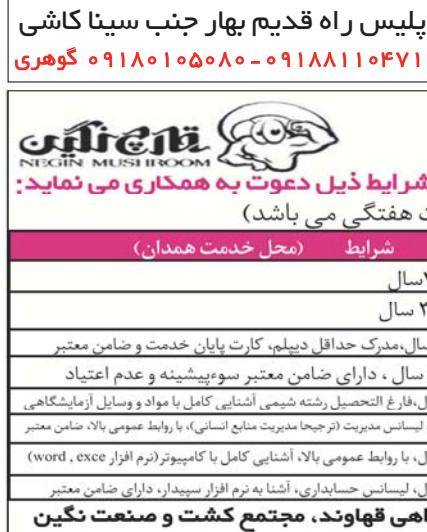 پلیس راه قدیم بهار جنب سینا کاشی
۰۹۱۸۸۱۱۰۴۷۱ - ۰۹۱۸۰۱۰۵۰۸۰ گوهری
قارچ نگین
NEGIN MUSHROOM
شرایط ذیل دعوت به همکاری می نماید:
هفتگی می باشد)
شرایط (محل خدمت همدان)
سال
۲ سال
سال،مدرک حداقل دیپلم، کارت پایان خدمت و ضامن معتبر
سال ، دارای ضامن معتبر سوءپیشینه و عدم اعتیاد
فارغ التحصیل رشته شیمی آشنایی کامل با مواد و وسایل آزمایشگاهی
لیسانس مدیریت (ترجیحا مدیریت منابع انسانی)، با روابط عمومی بالا، ضامن معتبر
با روابط عمومی بالا، آشنایی کامل با کامپیوتر(نرم افزار word , exce)
لیسانس حسابداری، آشنا به نرم افزار سپیدار، دارای ضامن معتبر
قهاوند، مجتمع کشت و صنعت نگین